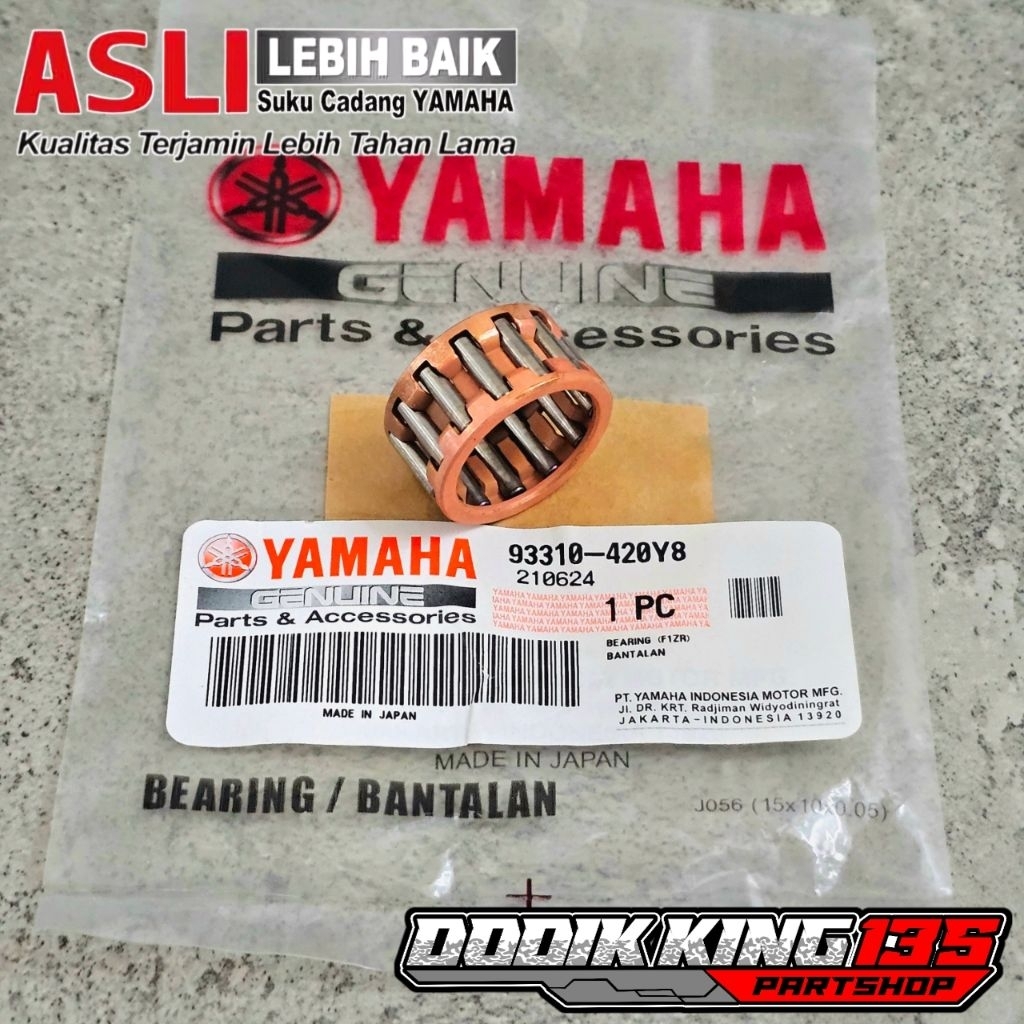 ASLI LEBIH BAIK
Suku Cadang YAMAHA
Kualitas Terjamin Lebih Tahan Lama
YAMAHA
GENUINE
Parts & Accessories
YAMAHA
GENUINE
Parts & Accessories
93310-420Y8
210624
1 PC
BEARING (F1ZR)
BANTALAN
MADE IN JAPAN
PT. YAMAHA INDONESIA MOTOR MFG.
Jl. DR. KRT. Radjiman Widyodiningrat
JAKARTA-INDONESIA 13920
MADE IN JAPAN
BEARING / BANTALAN
J056 (15x10x0.05)
DODIK KING 135
PARTSHOP